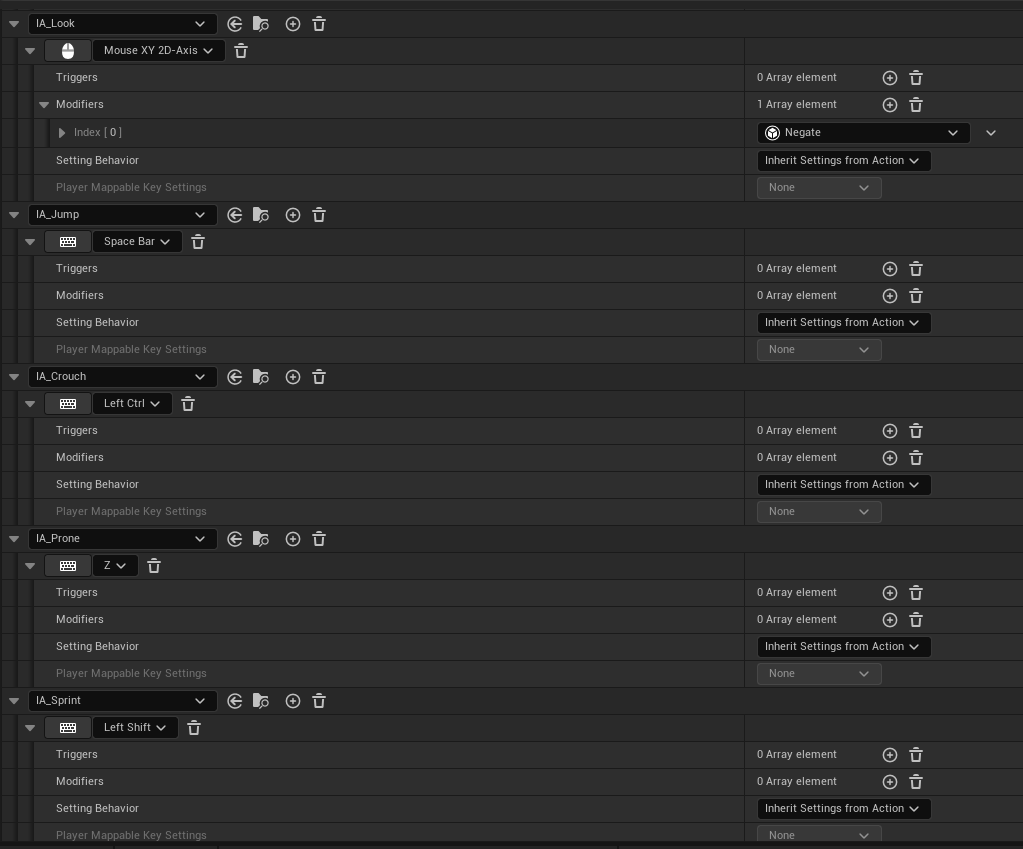 IA_Look
Mouse XY 2D-Axis
Triggers 0 Array element
Modifiers 1 Array element
Index [ 0 ] Negate
Setting Behavior Inherit Settings from Action
Player Mappable Key Settings None
IA_Jump
Space Bar
Triggers 0 Array element
Modifiers 0 Array element
Setting Behavior Inherit Settings from Action
Player Mappable Key Settings None
IA_Crouch
Left Ctrl
Triggers 0 Array element
Modifiers 0 Array element
Setting Behavior Inherit Settings from Action
Player Mappable Key Settings None
IA_Prone
Z
Triggers 0 Array element
Modifiers 0 Array element
Setting Behavior Inherit Settings from Action
Player Mappable Key Settings None
IA_Sprint
Left Shift
Triggers 0 Array element
Modifiers 0 Array element
Setting Behavior Inherit Settings from Action
Player Mappable Key Settings None